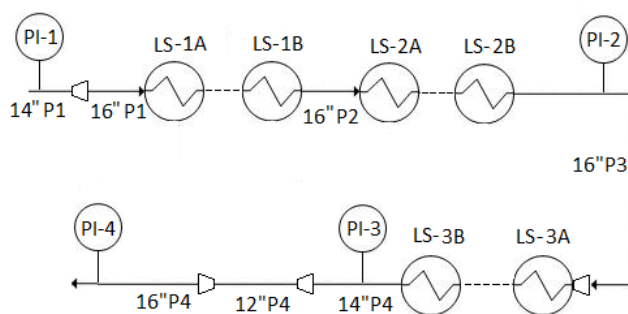 PI-1
LS-1A
LS-1B
LS-2A
LS-2B
PI-2
14" P1
16" P1
16"P2
16"P3
PI-4
PI-3
LS-3B
LS-3A
16"P4
12"P4
14"P4